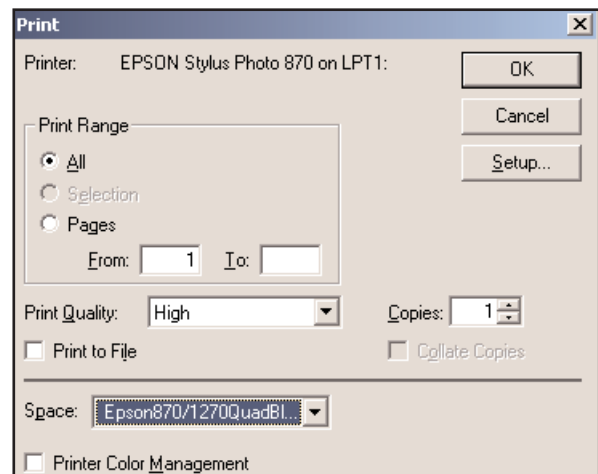 Print
Printer: EPSON Stylus Photo 870 on LPT1:
OK
Cancel
Setup...
Print Range
All
Selection
Pages
From: 1 To:
Print Quality: High
Copies: 1
Print to File
Collate Copies
Space: Epson870/1270QuadBl...
Printer Color Management